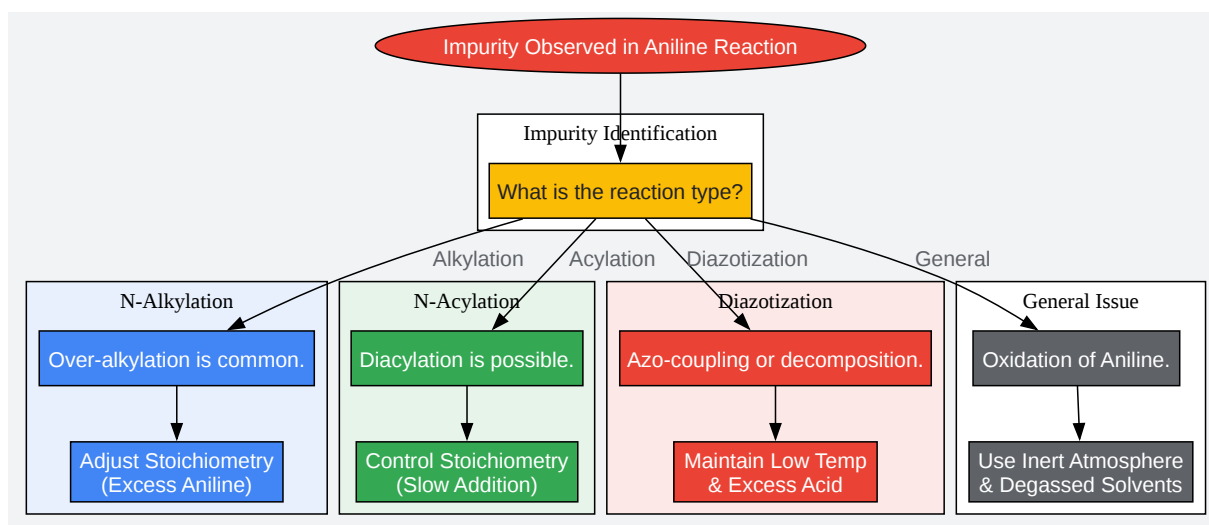 Impurity Observed in Aniline Reaction
Impurity Identification
What is the reaction type?
Alkylation
Acylation
Diazotization
General
N-Alkylation
N-Acylation
Diazotization
General Issue
Over-alkylation is common.
Diacylation is possible.
Azo-coupling or decomposition.
Oxidation of Aniline.
Adjust Stoichiometry
(Excess Aniline)
Control Stoichiometry
(Slow Addition)
Maintain Low Temp
& Excess Acid
Use Inert Atmosphere
& Degassed Solvents